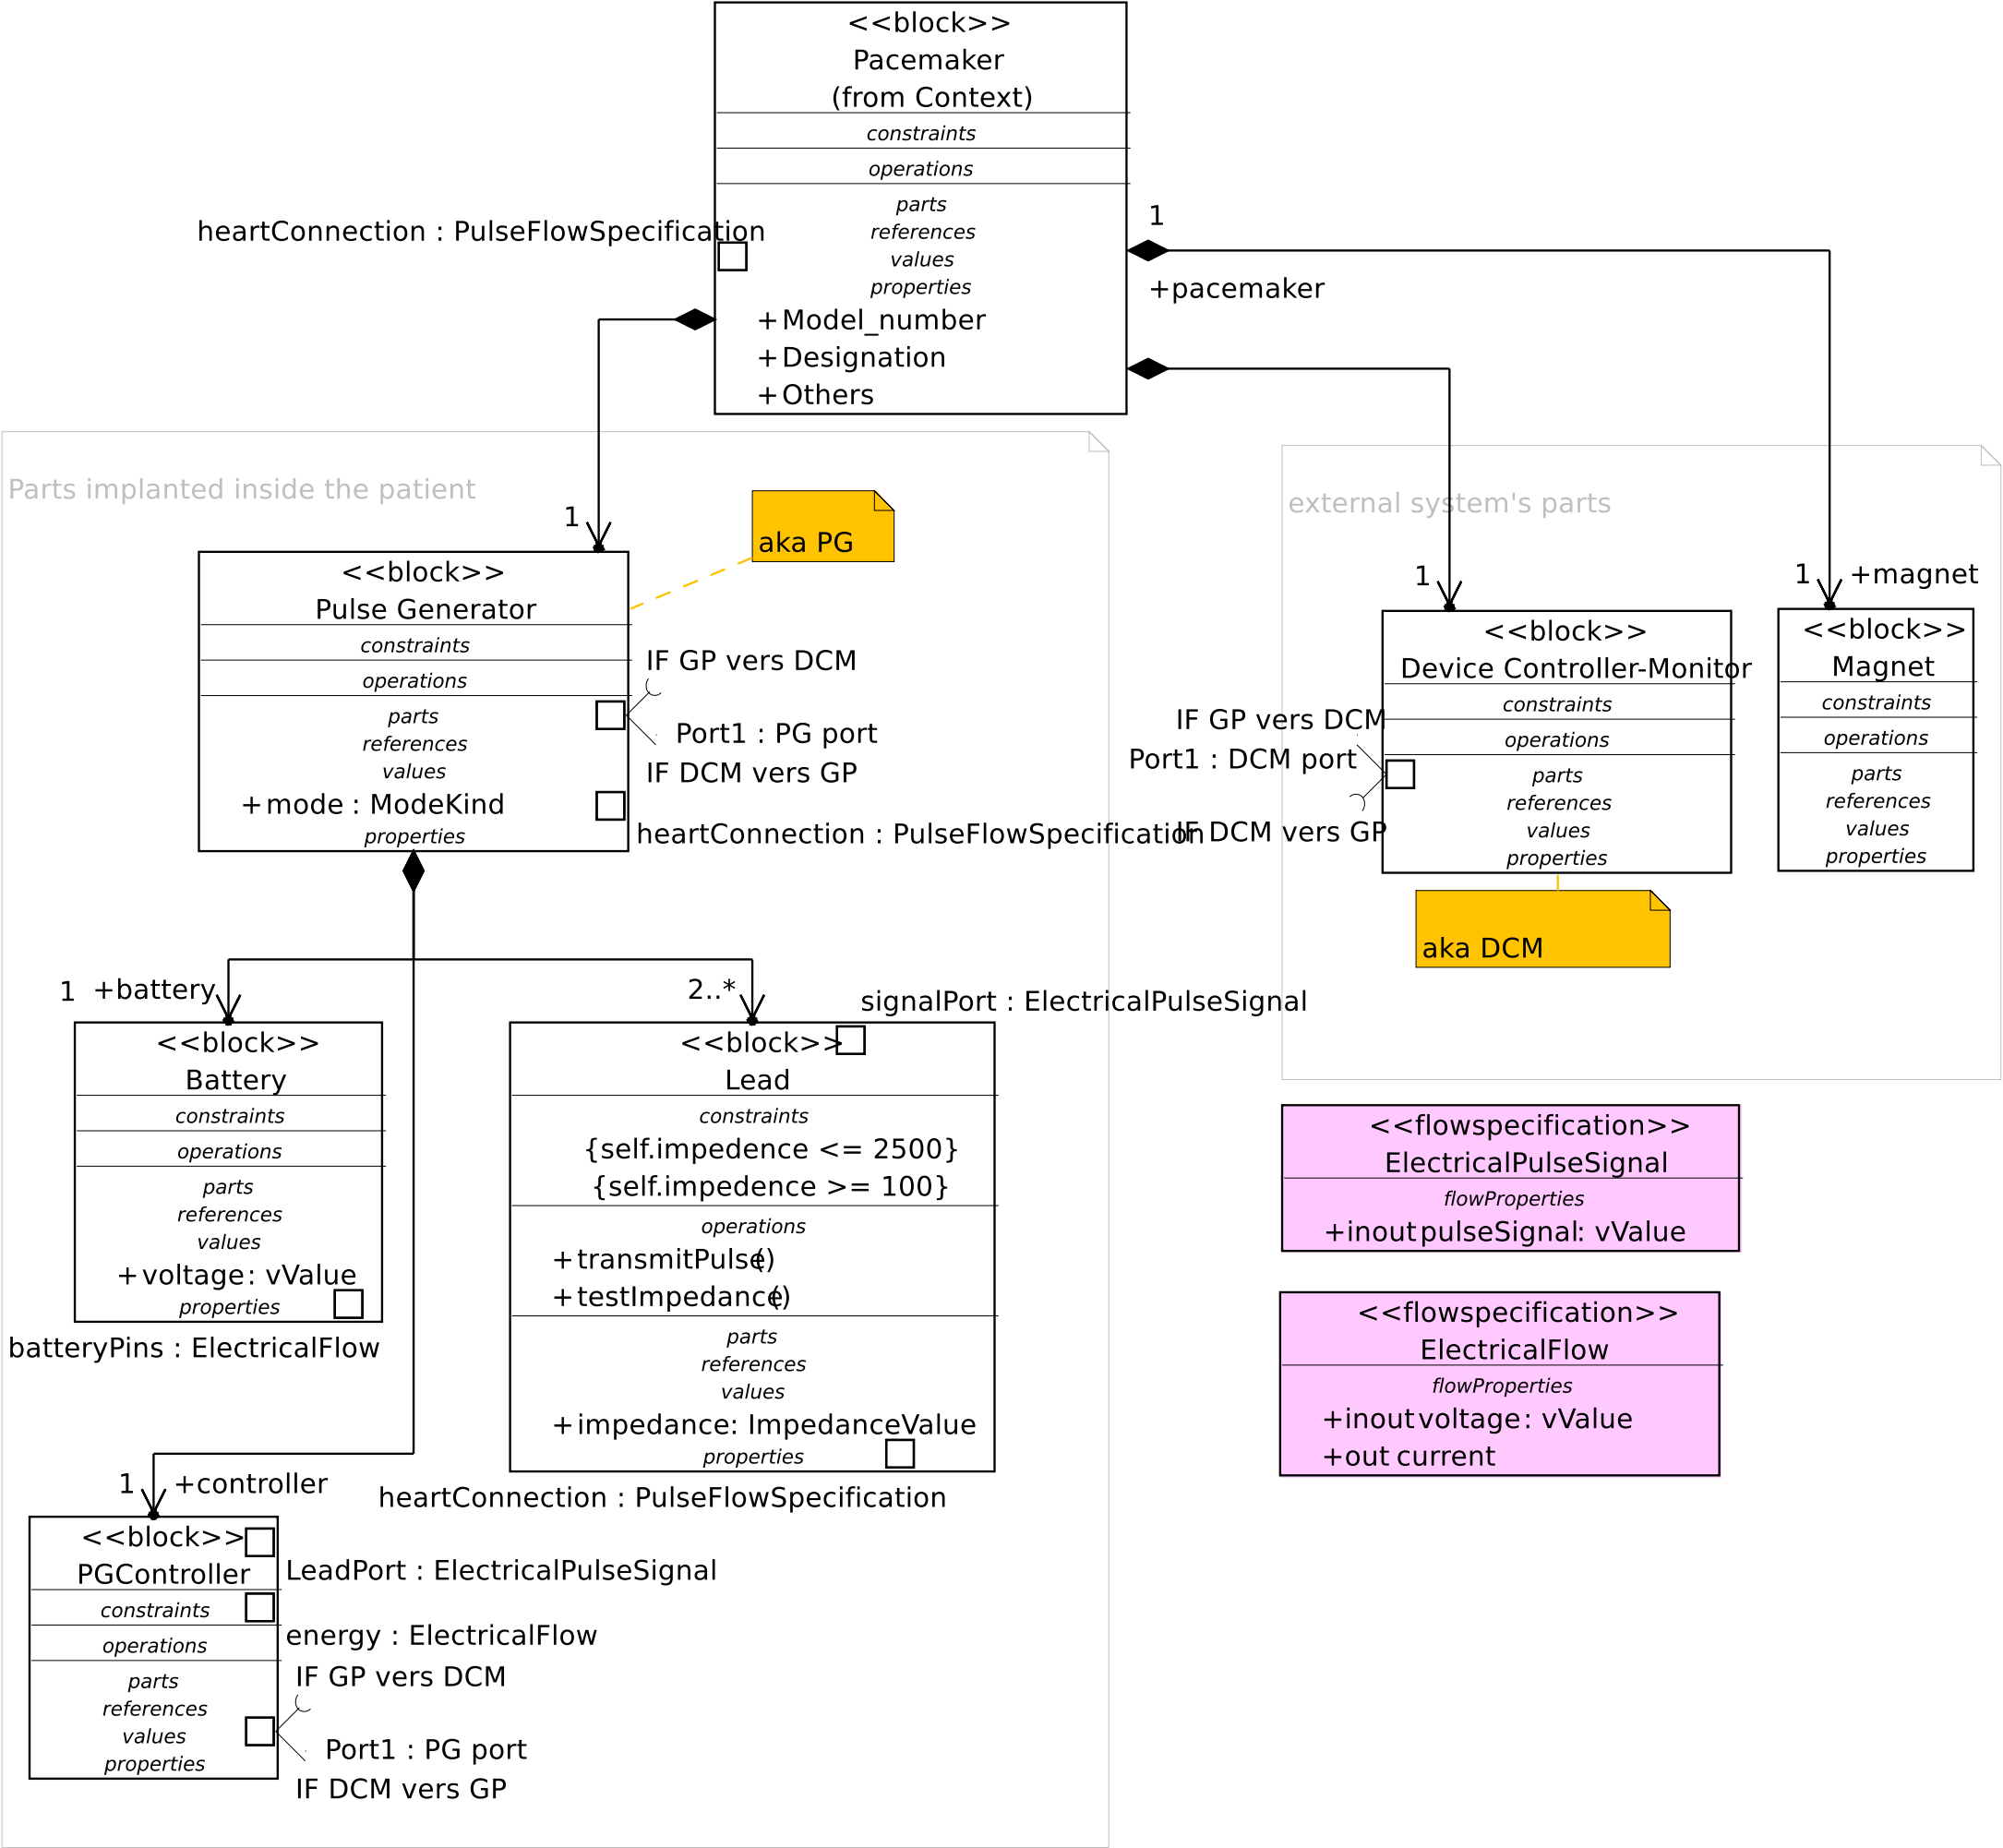 <<block>>
Pacemaker
(from Context)
constraints
operations
parts
references
values
properties
+ Model_number
+ Designation
+ Others
heartConnection : PulseFlowSpecification
1
+pacemaker
Parts implanted inside the patient
1
aka PG
<<block>>
Pulse Generator
constraints
operations
parts
references
values
+ mode : ModeKind
properties
IF GP vers DCM
Port1 : PG port
IF DCM vers GP
heartConnection : PulseFlowSpecification
external system's parts
1
1 +magnet
<<block>>
Device Controller-Monitor
constraints
operations
parts
references
values
properties
IF GP vers DCM
Port1 : DCM port
IF DCM vers GP
aka DCM
<<block>>
Magnet
constraints
operations
parts
references
values
properties
1 +battery
<<block>>
Battery
constraints
operations
parts
references
values
+ voltage : vValue
properties
batteryPins : ElectricalFlow
2..*
signalPort : ElectricalPulseSignal
<<block>>
Lead
constraints
{self.impedence <= 2500}
{self.impedence >= 100}
operations
+ transmitPulse()
+ testImpedance()
parts
references
values
+ impedance : ImpedanceValue
properties
heartConnection : PulseFlowSpecification
1 +controller
<<block>>
PGController
constraints
operations
parts
references
values
properties
LeadPort : ElectricalPulseSignal
energy : ElectricalFlow
IF GP vers DCM
Port1 : PG port
IF DCM vers GP
<<flowspecification>>
ElectricalPulseSignal
flowProperties
+inout pulseSignal : vValue
<<flowspecification>>
ElectricalFlow
flowProperties
+inout voltage : vValue
+out current